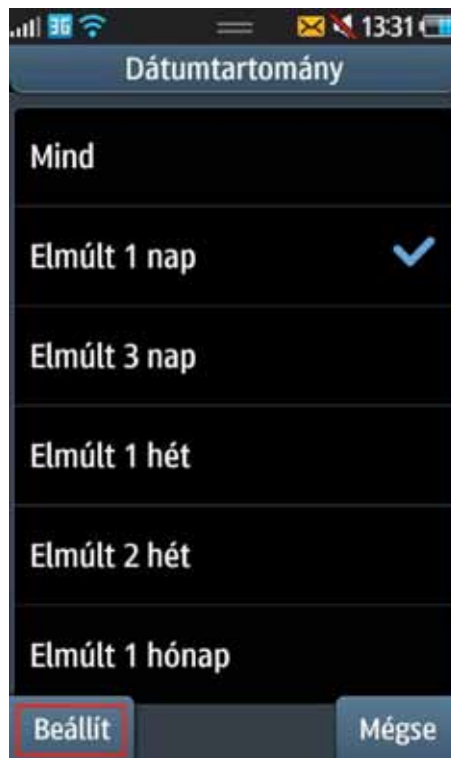 3G 13:31
Dátumtartomány
Mind
Elmúlt 1 nap
Elmúlt 3 nap
Elmúlt 1 hét
Elmúlt 2 hét
Elmúlt 1 hónap
Beállít Mégse